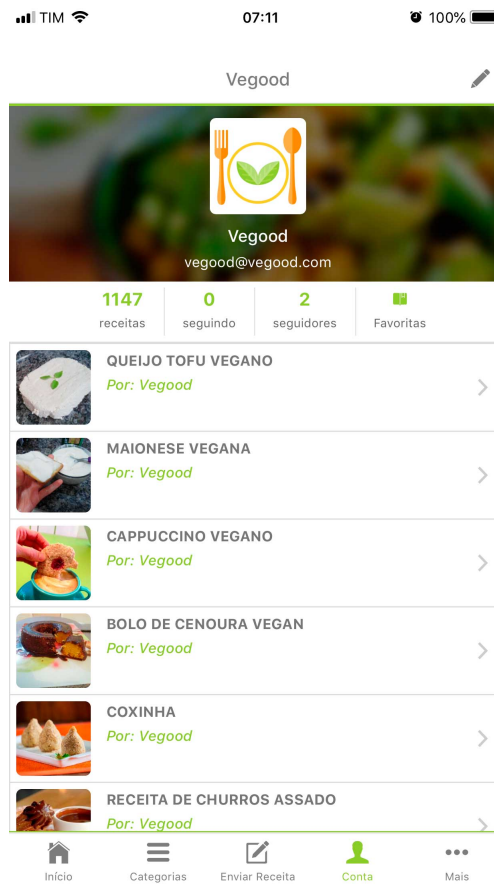 TIM 07:11 100%
Vegood
Vegood
vegood@vegood.com
1147 0 2
receitas seguindo seguidores Favoritas
QUEIJO TOFU VEGANO
Por: Vegood
MAIONESE VEGANA
Por: Vegood
CAPPUCCINO VEGANO
Por: Vegood
BOLO DE CENOURA VEGAN
Por: Vegood
COXINHA
Por: Vegood
RECEITA DE CHURROS ASSADO
Por: Vegood
Início Categorias Enviar Receita Conta Mais